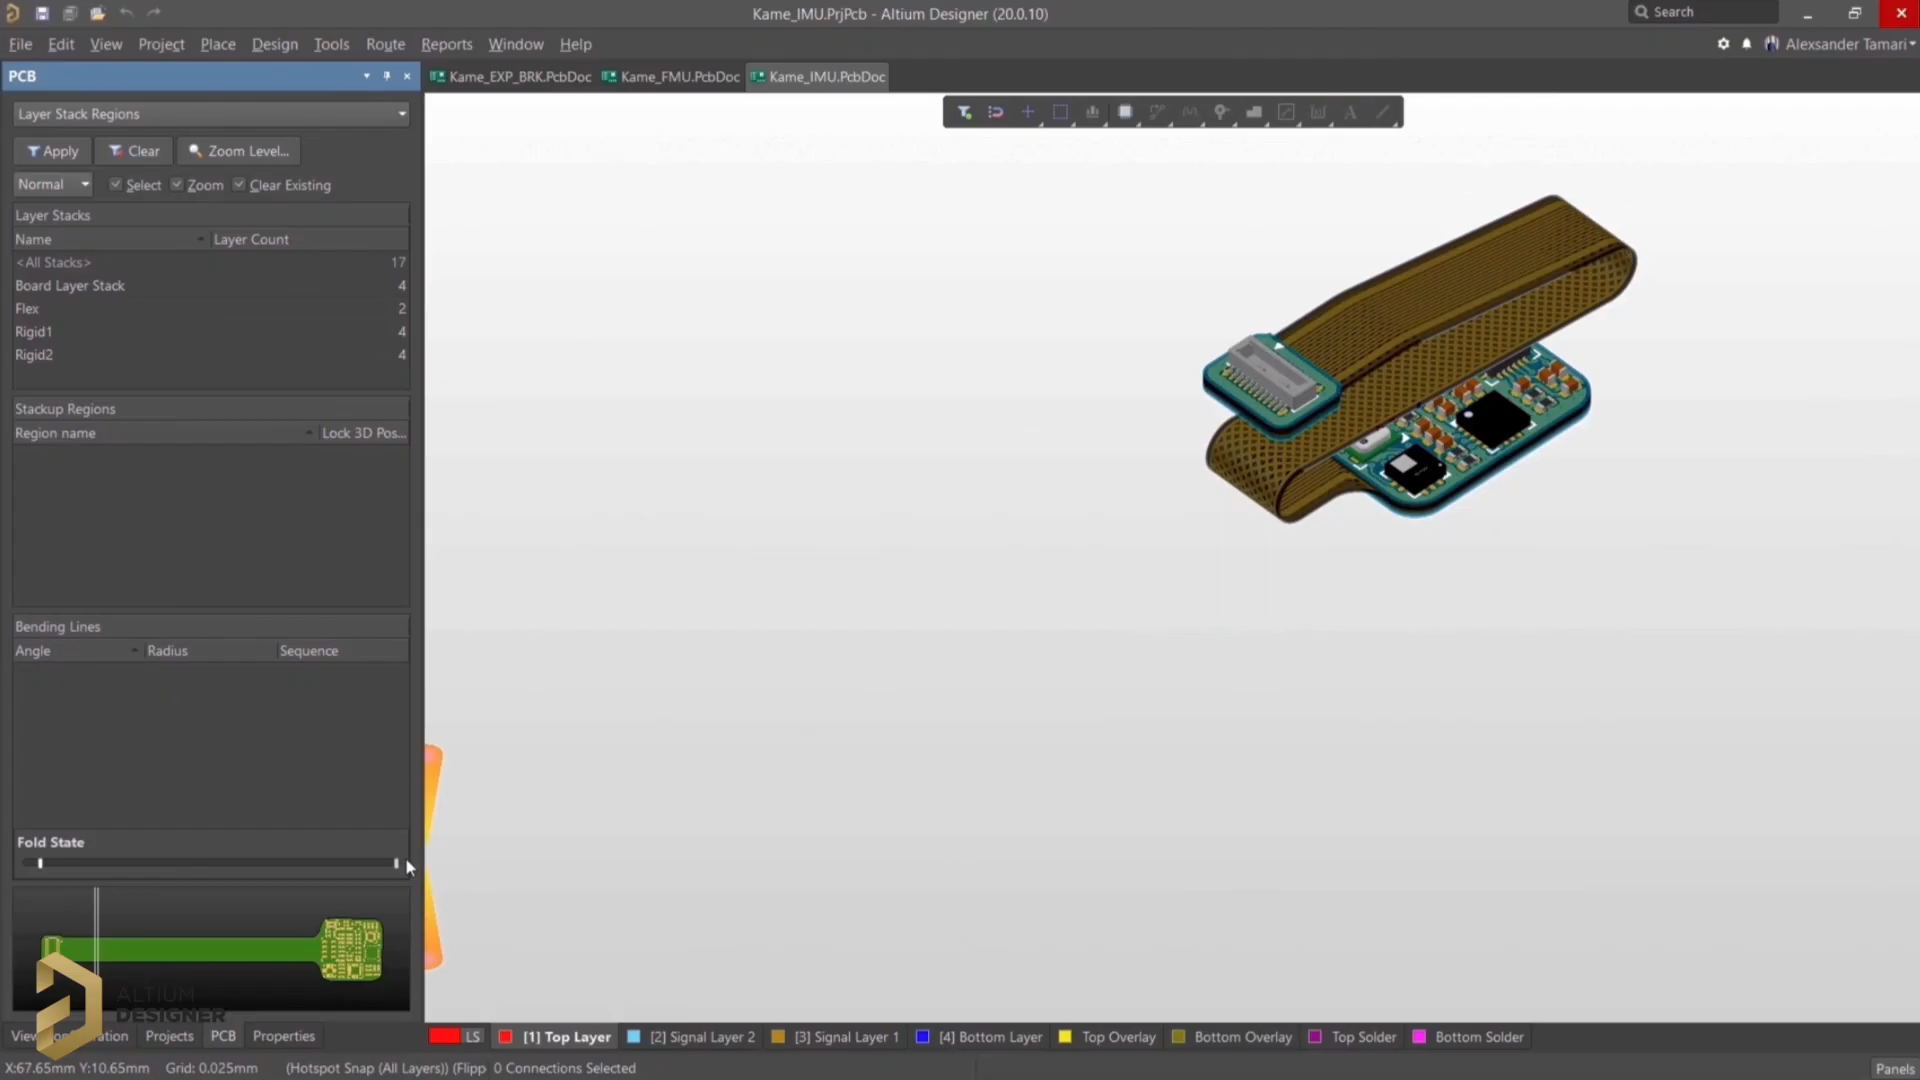 Kame_IMU.PrjPcb - Altium Designer (20.0.10)
Search
File Edit View Project Place Design Tools Route Reports Window Help
Alexsander Tamari
PCB
Kame_EXP_BRK.PcbDoc Kame_FMU.PcbDoc Kame_IMU.PcbDoc
Layer Stack Regions
Apply Clear Zoom Level...
Normal Select Zoom Clear Existing
Layer Stacks
Name Layer Count
<All Stacks> 17
Board Layer Stack 4
Flex 2
Rigid1 4
Rigid2 4
Stackup Regions
Region name Lock 3D Pos...
Bending Lines
Angle Radius Sequence
Fold State
ALTIUM
DESIGNER
Projects PCB Properties
LS [1] Top Layer [2] Signal Layer 2 [3] Signal Layer 1 [4] Bottom Layer Top Overlay Bottom Overlay Top Solder Bottom Solder
X:67.65mm Y:10.65mm Grid: 0.025mm (Hotspot Snap (All Layers)) (Flipp 0 Connections Selected
Panels